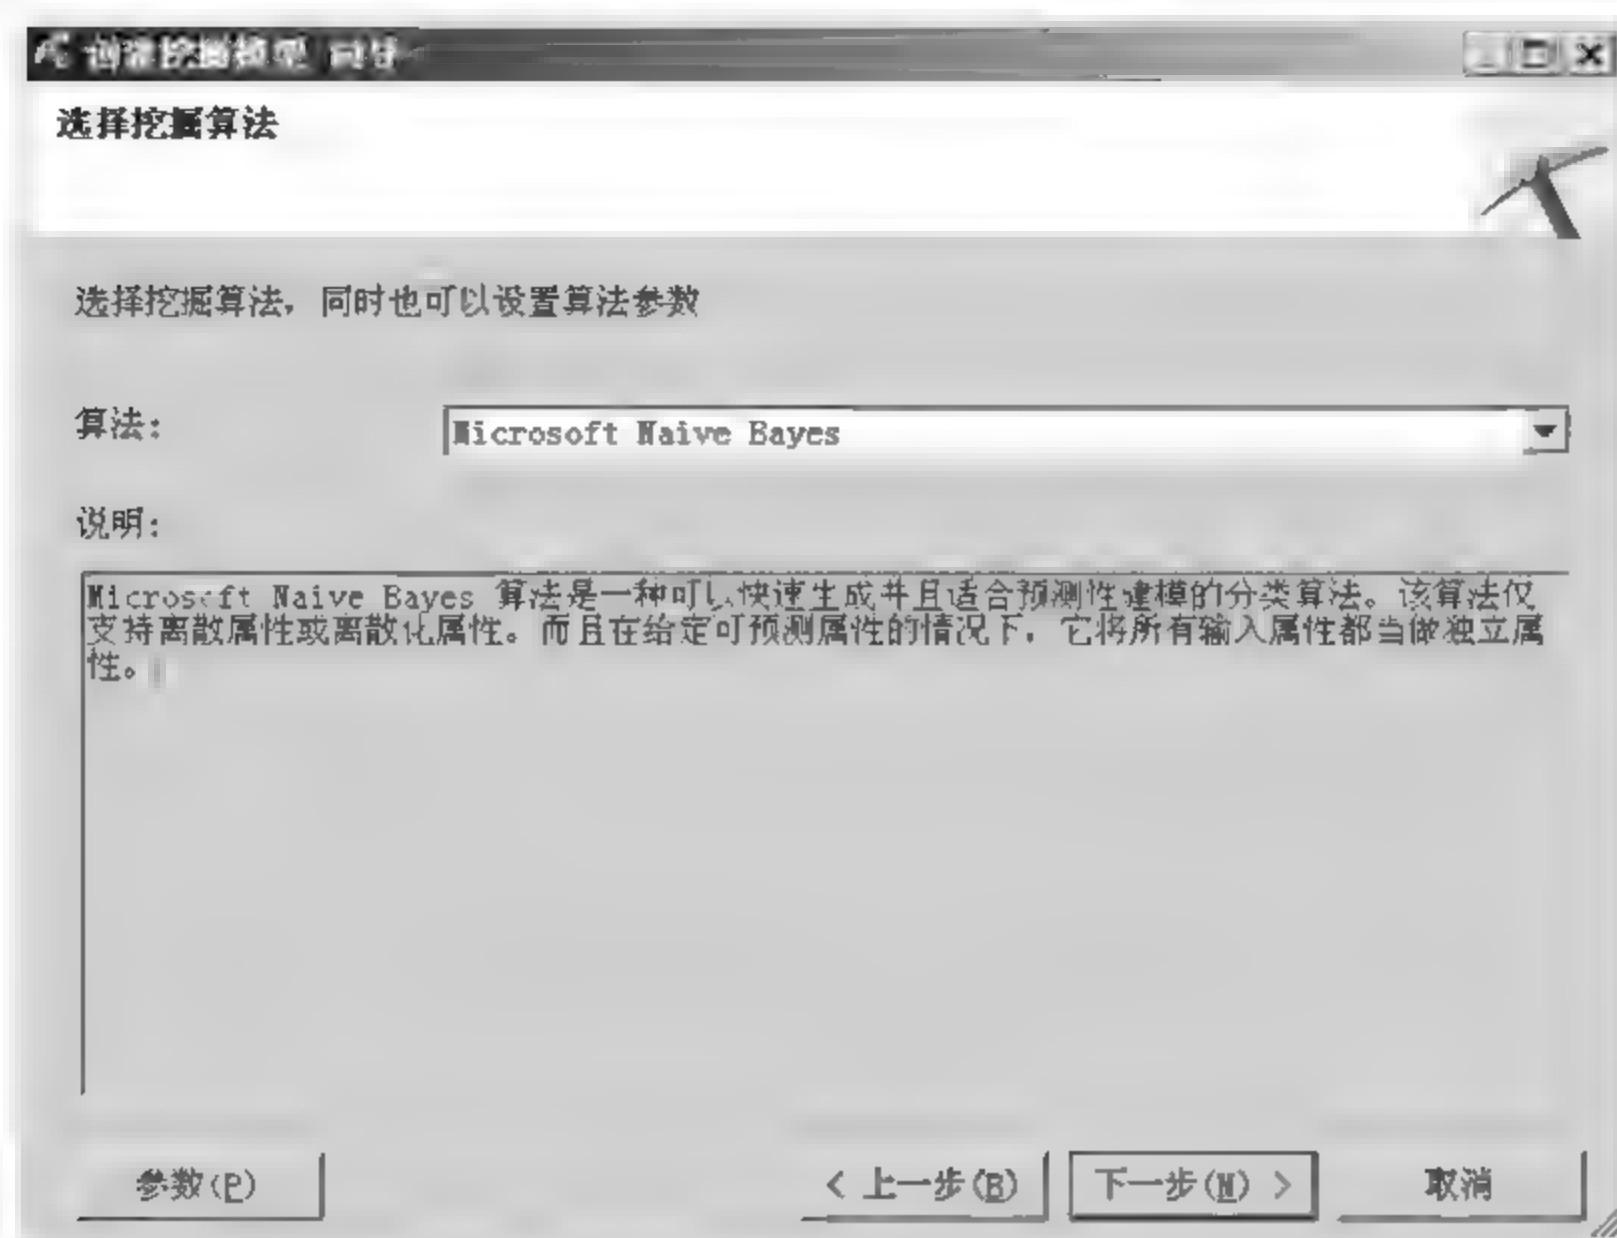 创建挖掘模型 向导
选择挖掘算法
选择挖掘算法，同时也可以设置算法参数
算法：
Microsoft Naive Bayes
说明：
Microsoft Naive Bayes 算法是一种可以快速生成并且适合预测性建模的分类算法。该算法仅
支持离散属性或离散化属性。而且在给定可预测属性的情况下，它将所有输入属性都当做独立属
性。
参数(P)
< 上一步(B)
下一步(N) >
取消